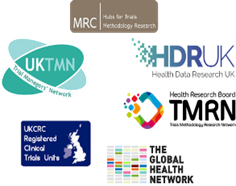 MRC
Hubs for Trials
Methodology Research
UKTMN
Trial Managers' Network
HDRUK
Health Data Research UK
Health Research Board
TMRN
Trials Methodology Research Network
UKCRC
Registered
Clinical
Trials Units
THE
GLOBAL
HEALTH
NETWORK